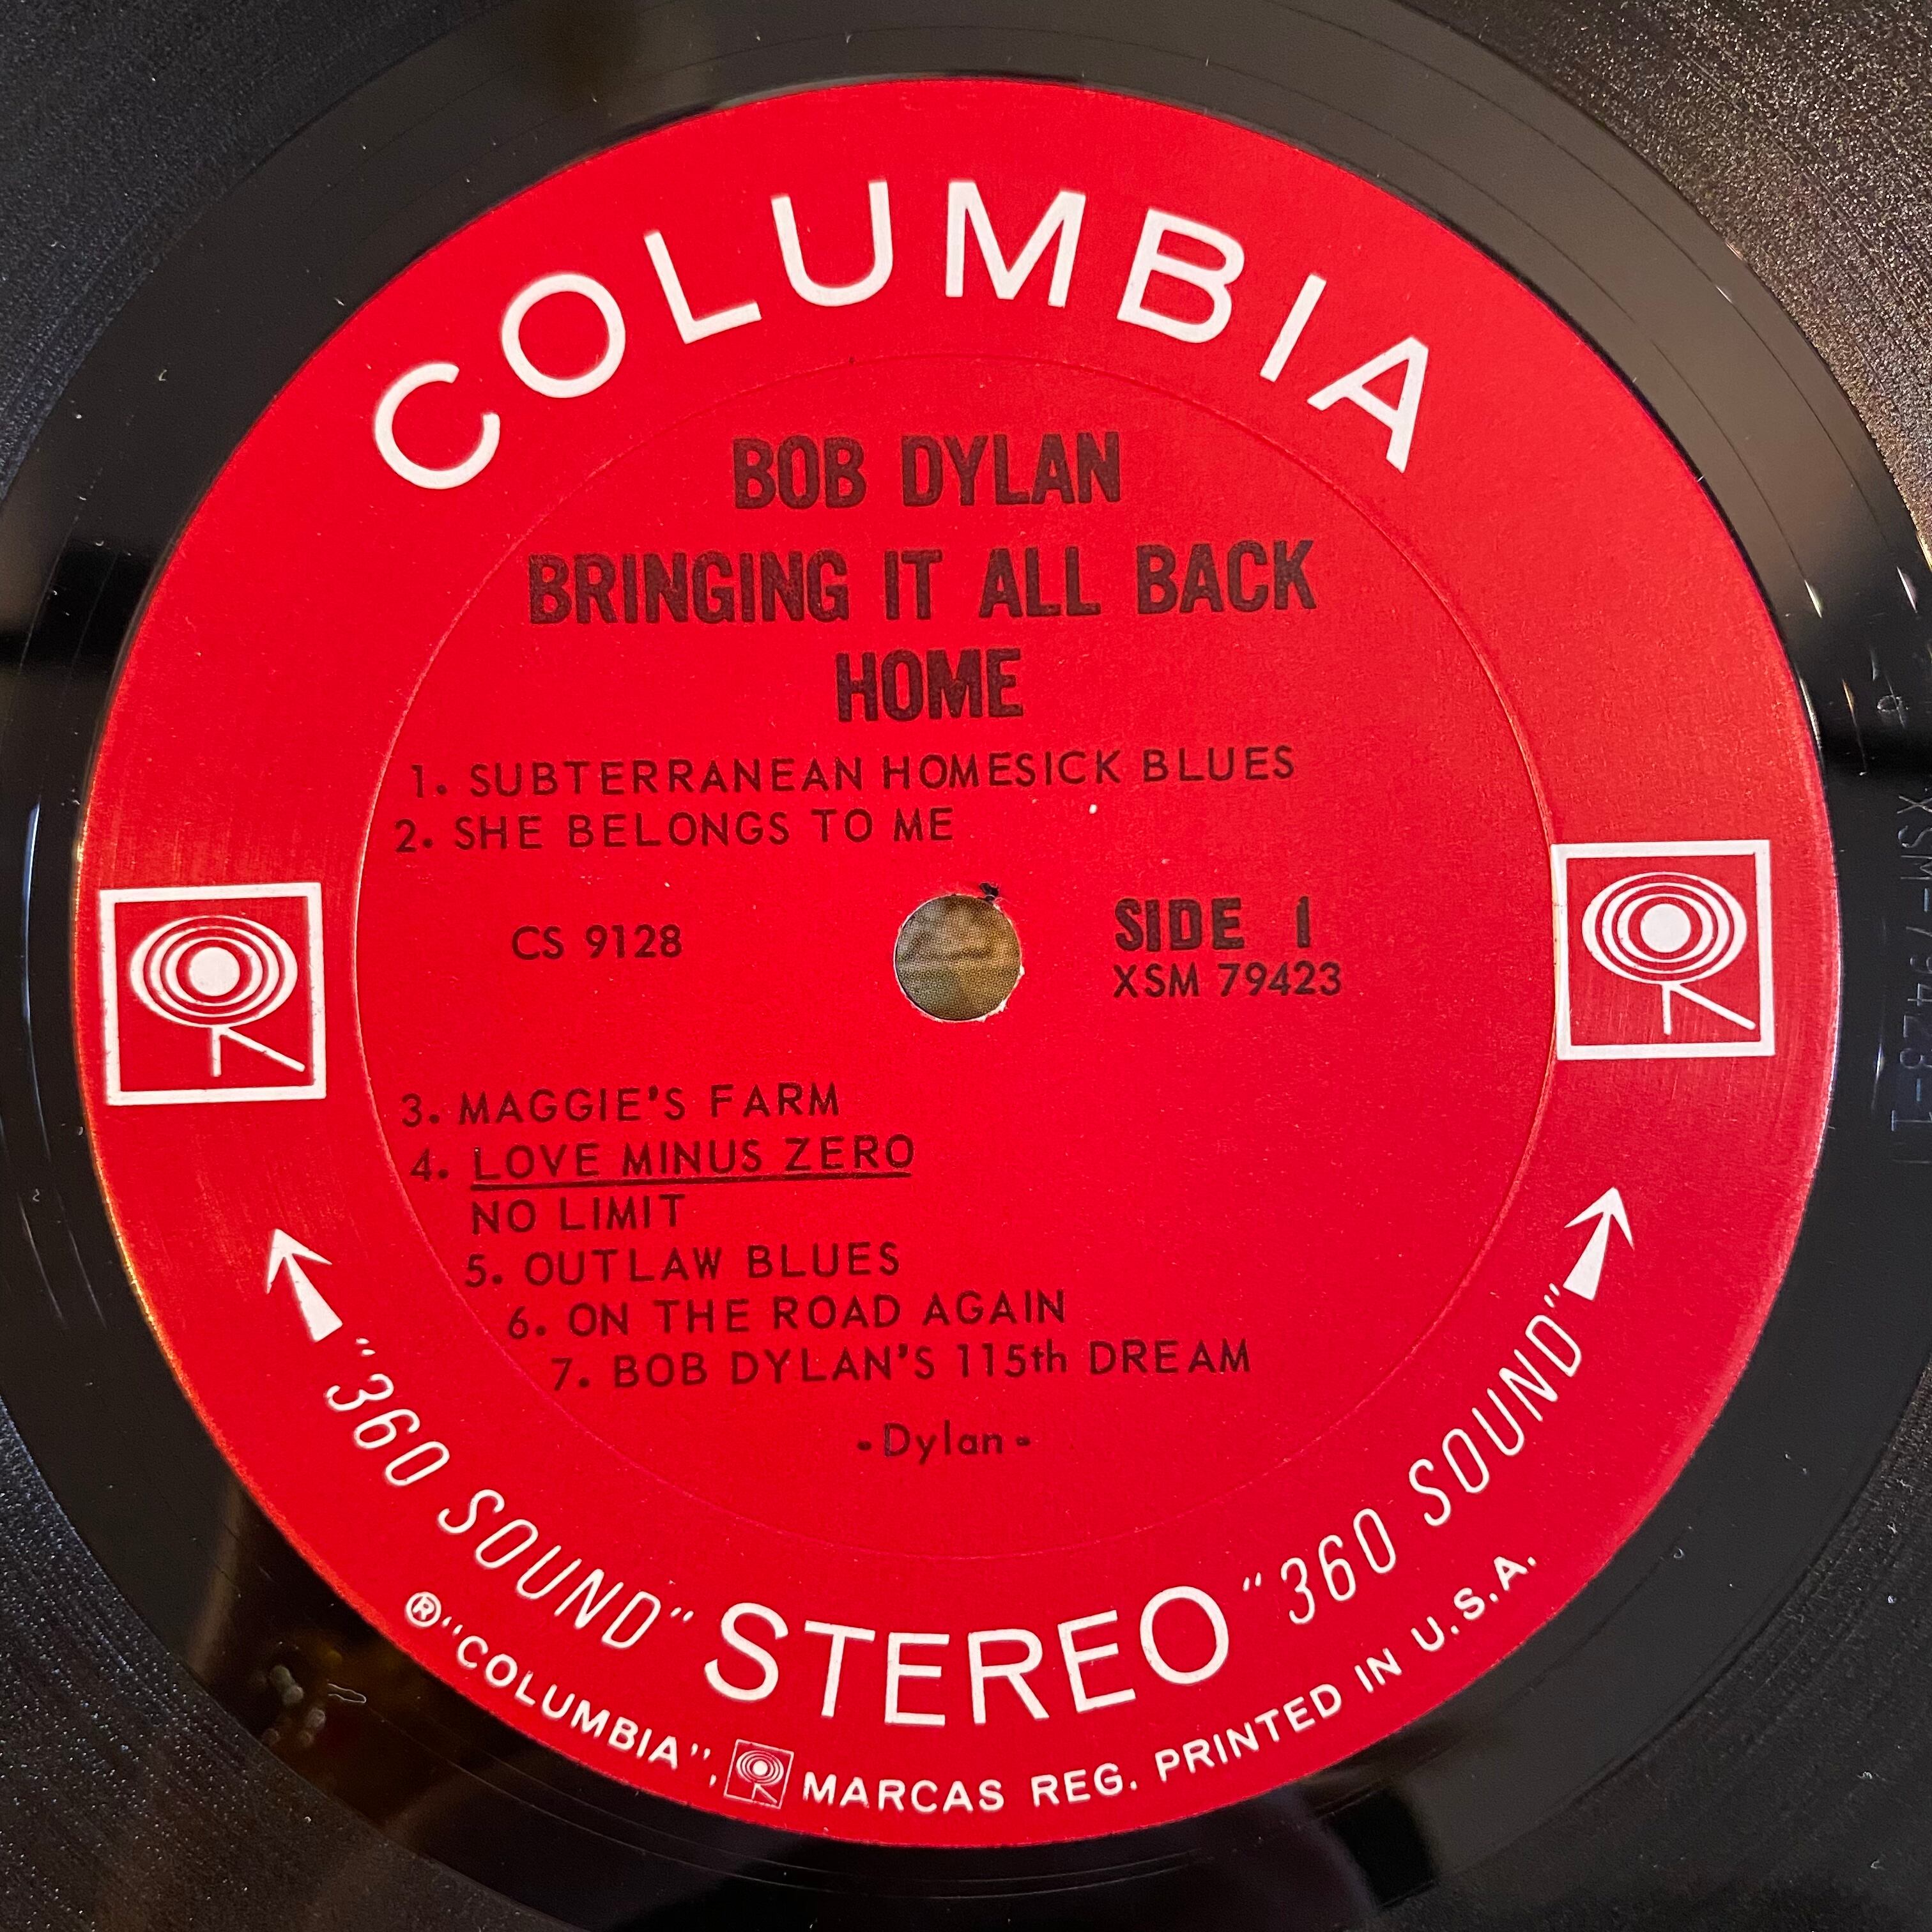 COLUMBIA
BOB DYLAN
BRINGING IT ALL BACK
HOME
1. SUBTERRANEAN HOMESICK BLUES
2. SHE BELONGS TO ME
CS 9128
SIDE 1
XSM 79423
3. MAGGIE'S FARM
4. LOVE MINUS ZERO
NO LIMIT
5. OUTLAW BLUES
6. ON THE ROAD AGAIN
7. BOB DYLAN'S 115th DREAM
-Dylan-
"360 SOUND" STEREO "360 SOUND"
®"COLUMBIA", MARCAS REG. PRINTED IN U.S.A.